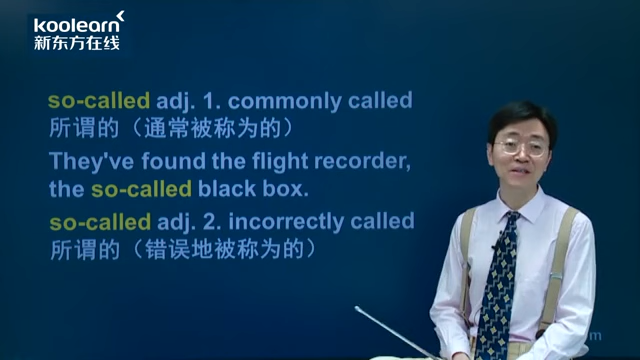 koolearn
新东方在线
so-called adj. 1. commonly called
所谓的（通常被称为的）
They've found the flight recorder,
the so-called black box.
so-called adj. 2. incorrectly called
所谓的（错误地被称为的）